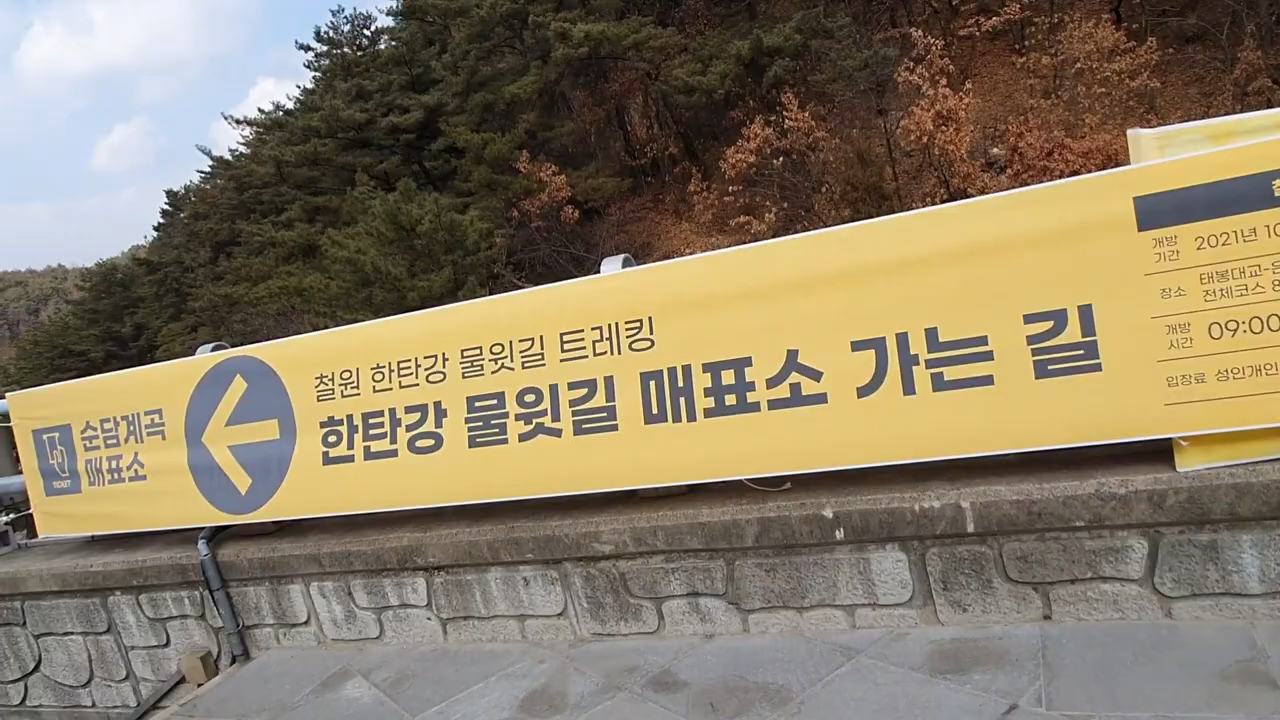 순담계곡
매표소
TICKET
철원 한탄강 물윗길 트레킹
한탄강 물윗길 매표소 가는 길
개방
기간
2021년 10
장소
태봉대교-은
전체코스 8
개방
시간
09:00
입장료 성인개인